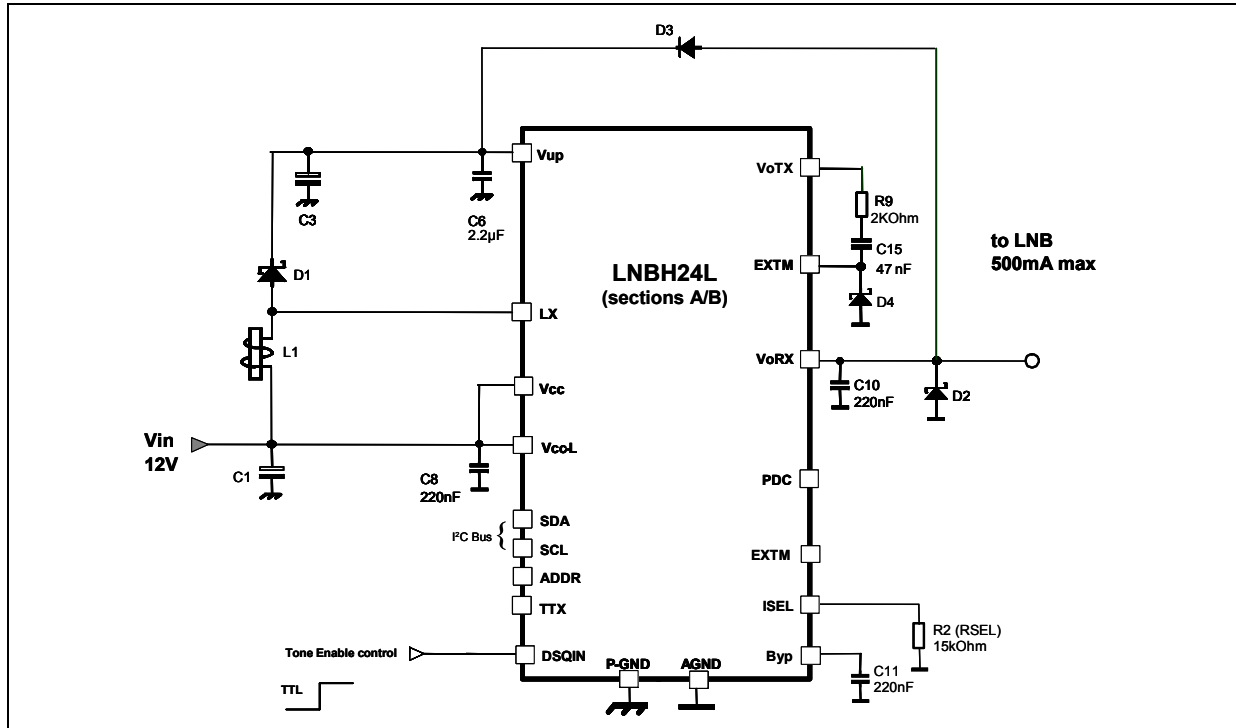 D3
Vup
VoTX
C3
C6
2.2µF
R9
2KOhm
C15
47 nF
LNBH24L
(sections A/B)
to LNB
500mA max
EXTM
D1
D4
LX
L1
VoRX
C10
220nF
D2
Vcc
Vin
12V
Vco-L
C1
C8
220nF
PDC
I²C Bus
{
SDA
SCL
EXTM
ADDR
TTX
ISEL
R2 (RSEL)
15kOhm
Tone Enable control
DSQIN
P-GND
AGND
Byp
C11
220nF
TTL